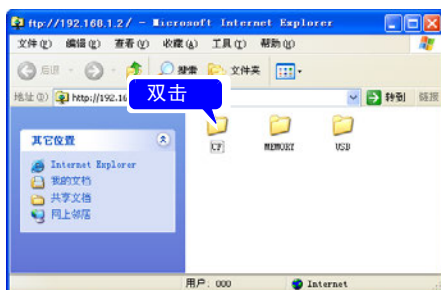 ftp://192.168.1.2/ - Microsoft Internet Explorer
文件(F) 编辑(E) 查看(V) 收藏(A) 工具(T) 帮助(H)
后退 搜索 文件夹
地址(D) http://192.16 转到 链接
双击
其它位置
Internet Explorer
我的文档
共享文档
网上邻居
CF MEMORY USB
用户: 000 Internet